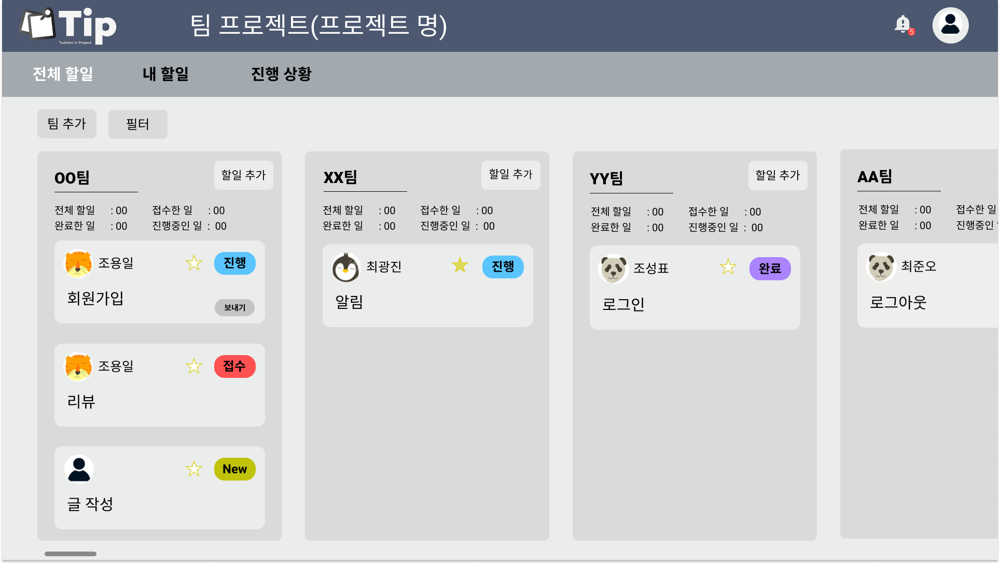 Tip
Todolist In Project
팀 프로젝트(프로젝트 명)
5
전체 할일 내 할일 진행 상황
팀 추가 필터
OO팀 할일 추가
전체 할일 : 00 접수한 일 : 00
완료한 일 : 00 진행중인 일 : 00
조용일 진행
회원가입 보내기
조용일 접수
리뷰
New
글 작성
XX팀 할일 추가
전체 할일 : 00 접수한 일 : 00
완료한 일 : 00 진행중인 일 : 00
최광진 진행
알림
YY팀 할일 추가
전체 할일 : 00 접수한 일 : 00
완료한 일 : 00 진행중인 일 : 00
조성표 완료
로그인
AA팀
전체 할일 : 00 접수한 일
완료한 일 : 00 진행중인
최준오
로그아웃